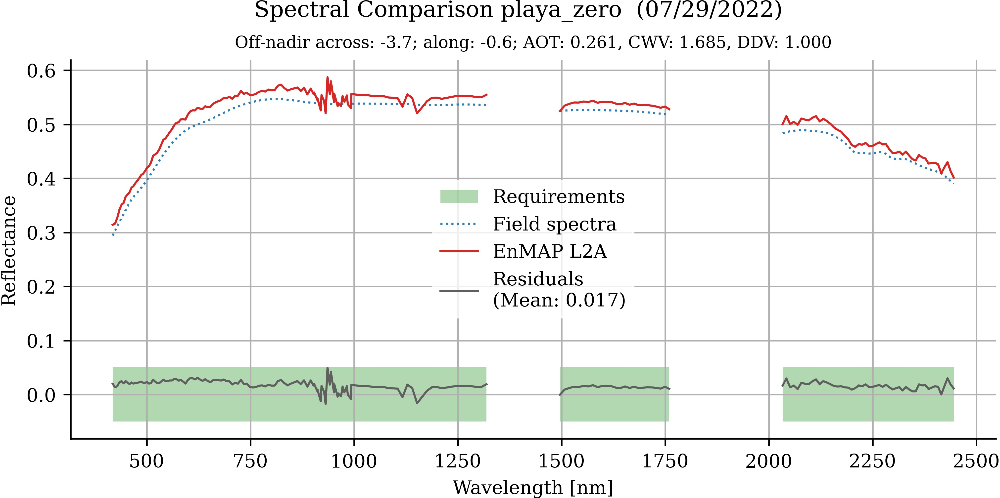 Spectral Comparison playa_zero (07/29/2022)
Off-nadir across: -3.7; along: -0.6; AOT: 0.261, CWV: 1.685, DDV: 1.000
0.6
0.5
0.4
0.3
0.2
0.1
0.0
Reflectance
Requirements
Field spectra
EnMAP L2A
Residuals
(Mean: 0.017)
500 750 1000 1250 1500 1750 2000 2250 2500
Wavelength [nm]